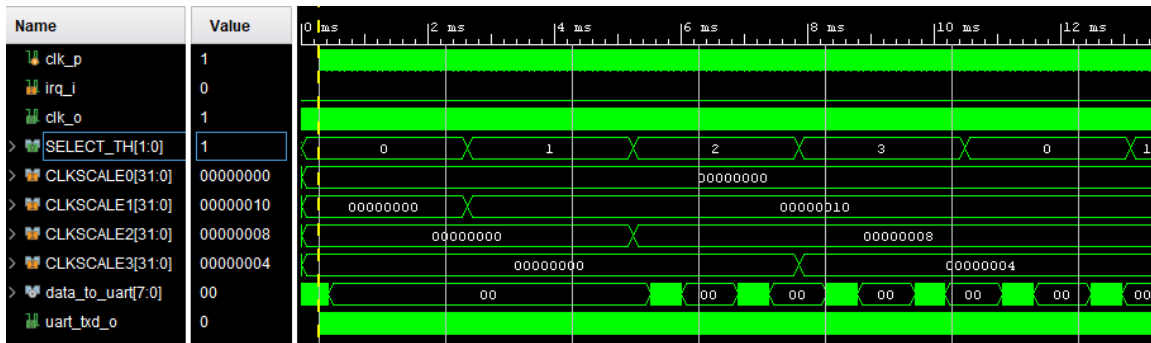 Name Value 0 ms 2 ms 4 ms 6 ms 8 ms 10 ms 12 ms
clk_p 1
irq_i 0
clk_o 1
SELECT_TH[1:0] 1 0 1 2 3 0 1
CLKSCALE0[31:0] 00000000 00000000
CLKSCALE1[31:0] 00000010 00000000 00000010
CLKSCALE2[31:0] 00000008 00000000 00000008
CLKSCALE3[31:0] 00000004 00000000 00000004
data_to_uart[7:0] 00 00 00 00 00 00 00 00
uart_txd_o 0